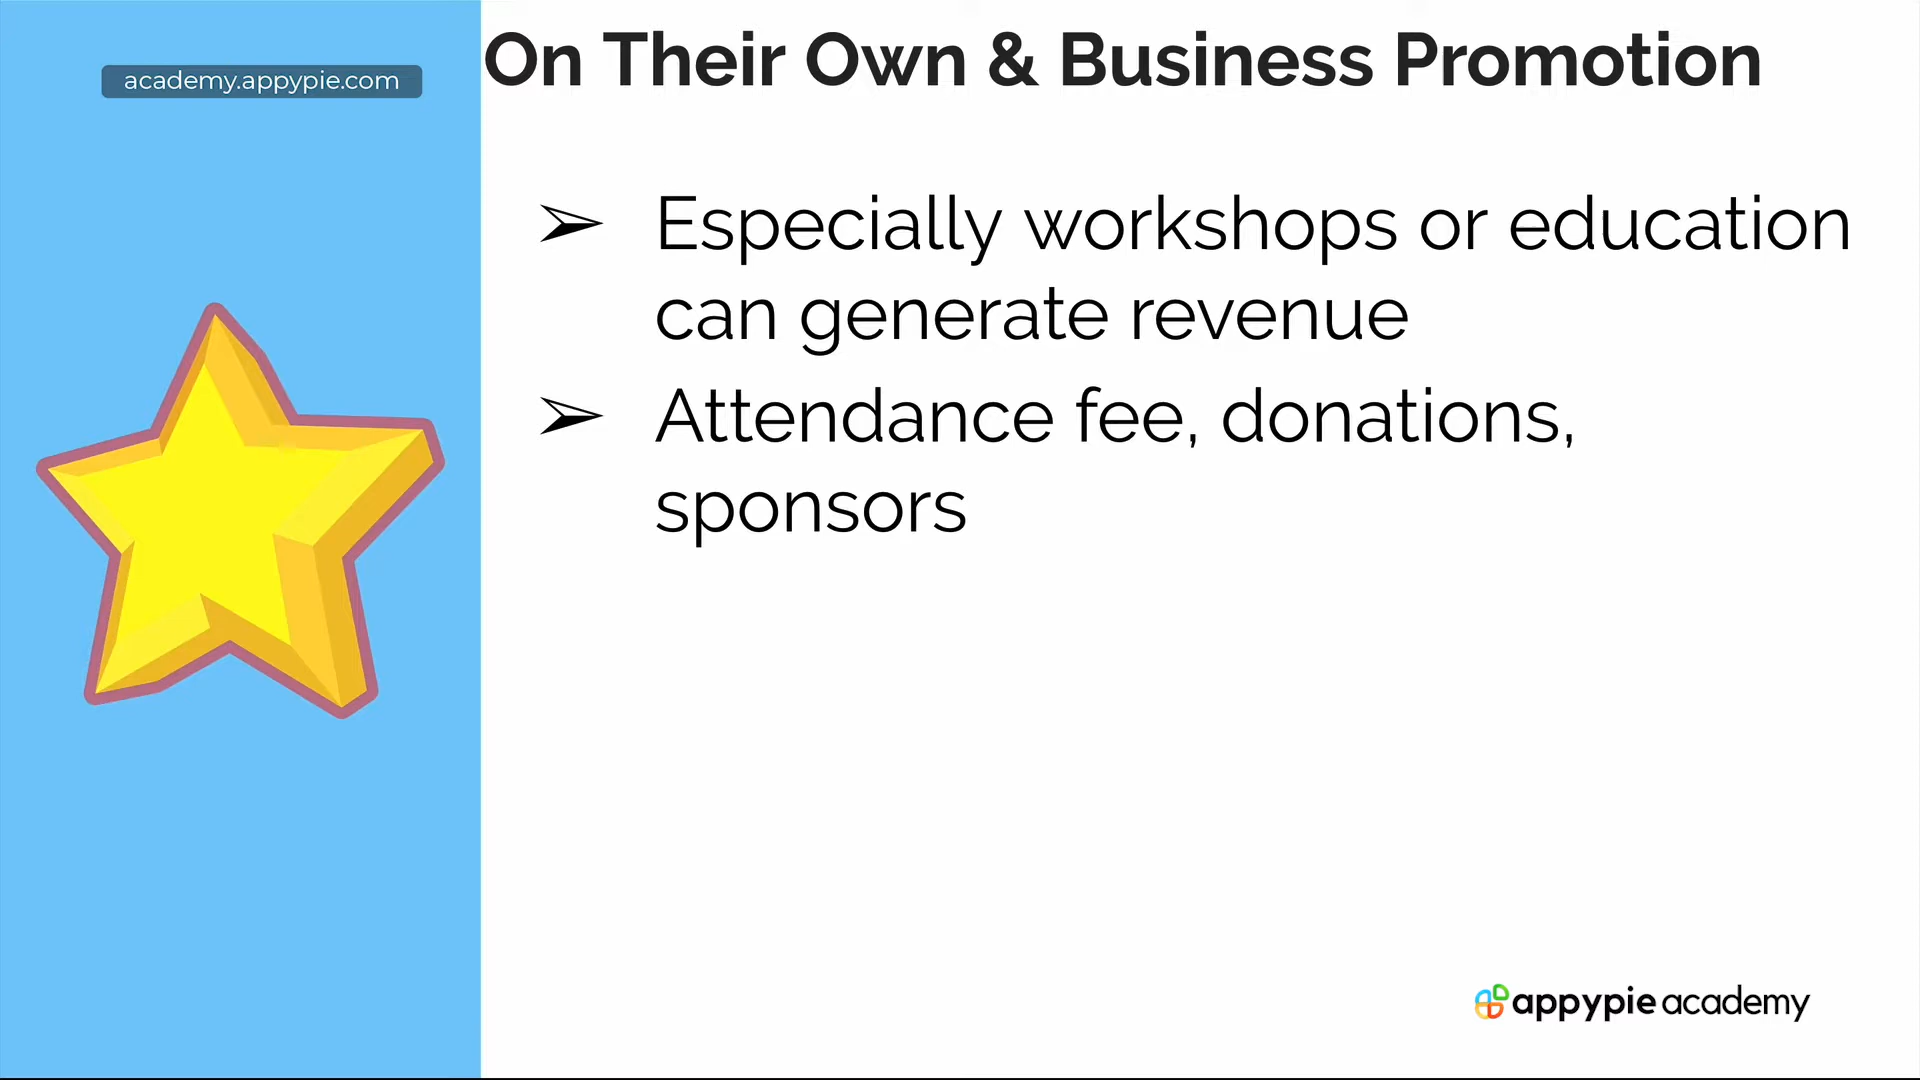 academy.appypie.com
On Their Own & Business Promotion
➢ Especially workshops or education
can generate revenue
➢ Attendance fee, donations,
sponsors
appypie academy